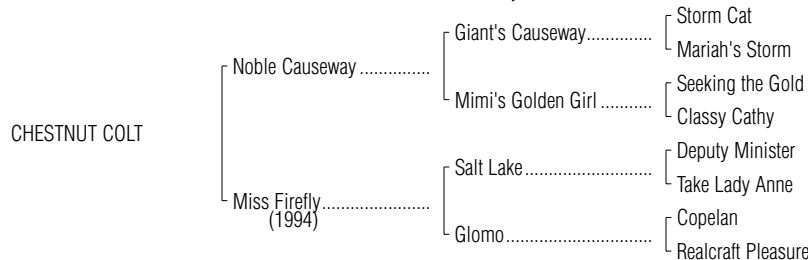 Storm Cat
Giant's Causeway..............
Mariah's Storm
Noble Causeway ...............
Seeking the Gold
Mimi's Golden Girl ...........
Classy Cathy
CHESTNUT COLT
Deputy Minister
Salt Lake.........................
Take Lady Anne
Miss Firefly......................
(1994)
Copelan
Glomo.............................
Realcraft Pleasure